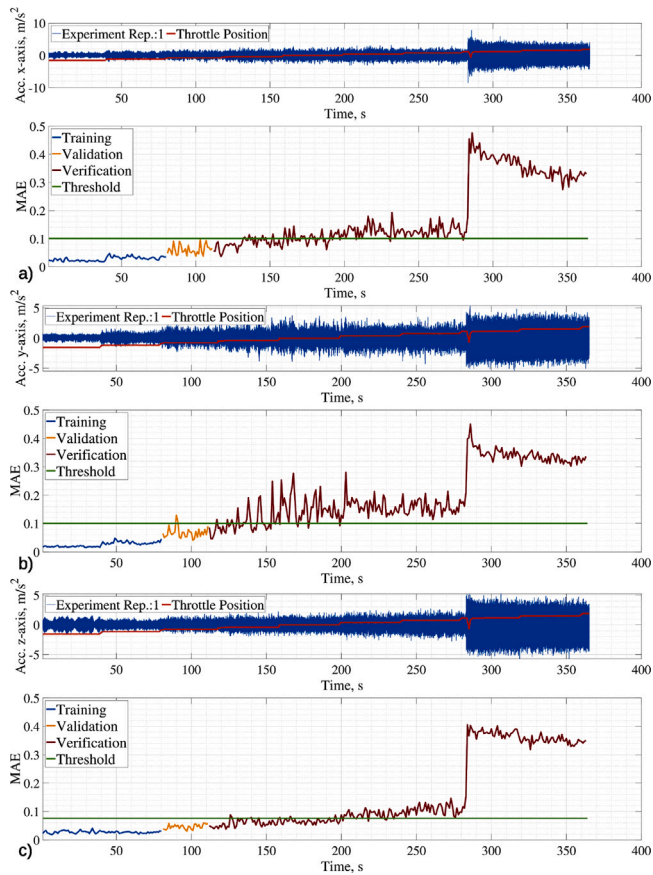 Acc. x-axis, m/s²
10
0
-10
Experiment Rep.:1 Throttle Position
50 100 150 200 250 300 350 400
Time, s
MAE
0.5
0.4
0.3
0.2
0.1
0
Training
Validation
Verification
Threshold
50 100 150 200 250 300 350 400
Time, s
a)
Acc. y-axis, m/s²
5
0
-5
Experiment Rep.:1 Throttle Position
50 100 150 200 250 300 350 400
Time, s
MAE
0.5
0.4
0.3
0.2
0.1
0
Training
Validation
Verification
Threshold
50 100 150 200 250 300 350 400
Time, s
b)
Acc. z-axis, m/s²
5
0
-5
Experiment Rep.:1 Throttle Position
50 100 150 200 250 300 350 400
Time, s
MAE
0.5
0.4
0.3
0.2
0.1
0
Training
Validation
Verification
Threshold
50 100 150 200 250 300 350 400
Time, s
c)